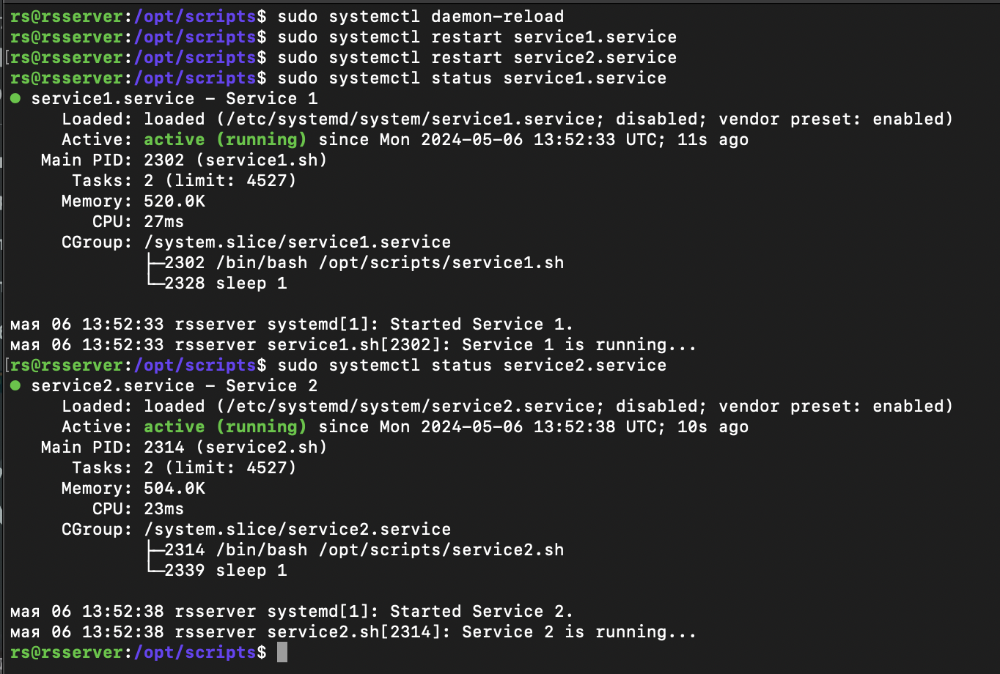 rs@rsserver:/opt/scripts$ sudo systemctl daemon-reload
rs@rsserver:/opt/scripts$ sudo systemctl restart service1.service
[rs@rsserver:/opt/scripts$ sudo systemctl restart service2.service
rs@rsserver:/opt/scripts$ sudo systemctl status service1.service
● service1.service – Service 1
     Loaded: loaded (/etc/systemd/system/service1.service; disabled; vendor preset: enabled)
     Active: active (running) since Mon 2024-05-06 13:52:33 UTC; 11s ago
   Main PID: 2302 (service1.sh)
      Tasks: 2 (limit: 4527)
     Memory: 520.0K
        CPU: 27ms
     CGroup: /system.slice/service1.service
             ├─2302 /bin/bash /opt/scripts/service1.sh
             └─2328 sleep 1
мая 06 13:52:33 rsserver systemd[1]: Started Service 1.
мая 06 13:52:33 rsserver service1.sh[2302]: Service 1 is running...
[rs@rsserver:/opt/scripts$ sudo systemctl status service2.service
● service2.service – Service 2
     Loaded: loaded (/etc/systemd/system/service2.service; disabled; vendor preset: enabled)
     Active: active (running) since Mon 2024-05-06 13:52:38 UTC; 10s ago
   Main PID: 2314 (service2.sh)
      Tasks: 2 (limit: 4527)
     Memory: 504.0K
        CPU: 23ms
     CGroup: /system.slice/service2.service
             ├─2314 /bin/bash /opt/scripts/service2.sh
             └─2339 sleep 1
мая 06 13:52:38 rsserver systemd[1]: Started Service 2.
мая 06 13:52:38 rsserver service2.sh[2314]: Service 2 is running...
rs@rsserver:/opt/scripts$